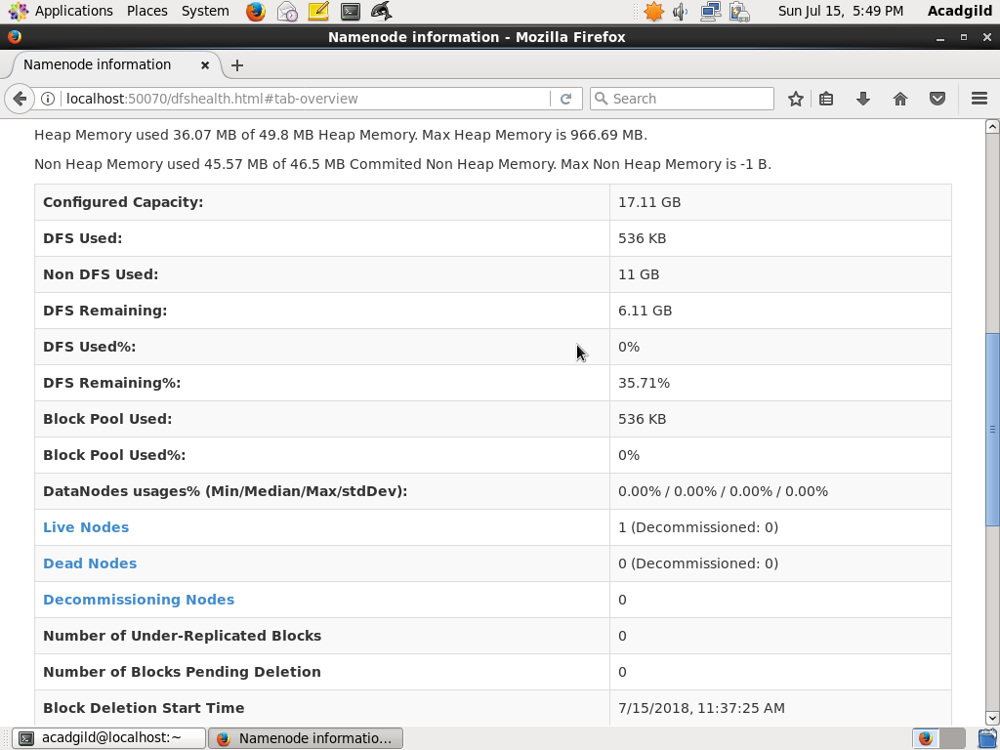 Applications Places System Sun Jul 15, 5:49 PM Acadgild
Namenode information - Mozilla Firefox
Namenode information
localhost:50070/dfshealth.html#tab-overview Search
Heap Memory used 36.07 MB of 49.8 MB Heap Memory. Max Heap Memory is 966.69 MB.
Non Heap Memory used 45.57 MB of 46.5 MB Commited Non Heap Memory. Max Non Heap Memory is -1 B.
Configured Capacity: 17.11 GB
DFS Used: 536 KB
Non DFS Used: 11 GB
DFS Remaining: 6.11 GB
DFS Used%: 0%
DFS Remaining%: 35.71%
Block Pool Used: 536 KB
Block Pool Used%: 0%
DataNodes usages% (Min/Median/Max/stdDev): 0.00% / 0.00% / 0.00% / 0.00%
Live Nodes 1 (Decommissioned: 0)
Dead Nodes 0 (Decommissioned: 0)
Decommissioning Nodes 0
Number of Under-Replicated Blocks 0
Number of Blocks Pending Deletion 0
Block Deletion Start Time 7/15/2018, 11:37:25 AM
acadgild@localhost:~ Namenode informatio...